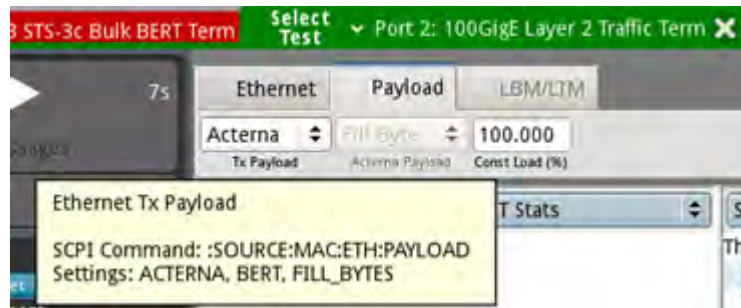 STS-3c Bulk BERT Term
Select Test
Port 2: 100GigE Layer 2 Traffic Term
7s
Ethernet
Payload
LBM/LTM
Acterna
Fill Byte
100.000
Tx Payload
Acterna Payload
Const Load (%)
Ethernet Tx Payload
T Stats
SCPI Command: :SOURCE:MAC:ETH:PAYLOAD
Settings: ACTERNA, BERT, FILL_BYTES